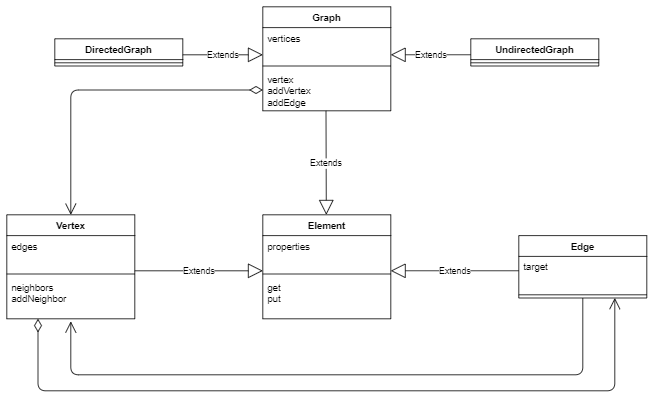 Graph
vertices
DirectedGraph
Extends
Extends
UndirectedGraph
vertex
addVertex
addEdge
Extends
Vertex
Element
edges
properties
Edge
target
Extends
Extends
neighbors
addNeighbor
get
put